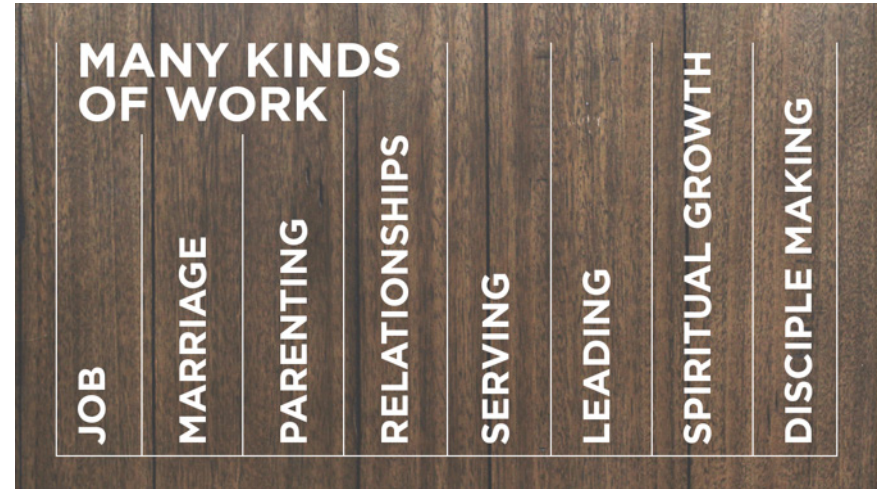 MANY KINDS
OF WORK
JOB
MARRIAGE
PARENTING
RELATIONSHIPS
SERVING
LEADING
SPIRITUAL GROWTH
DISCIPLE MAKING